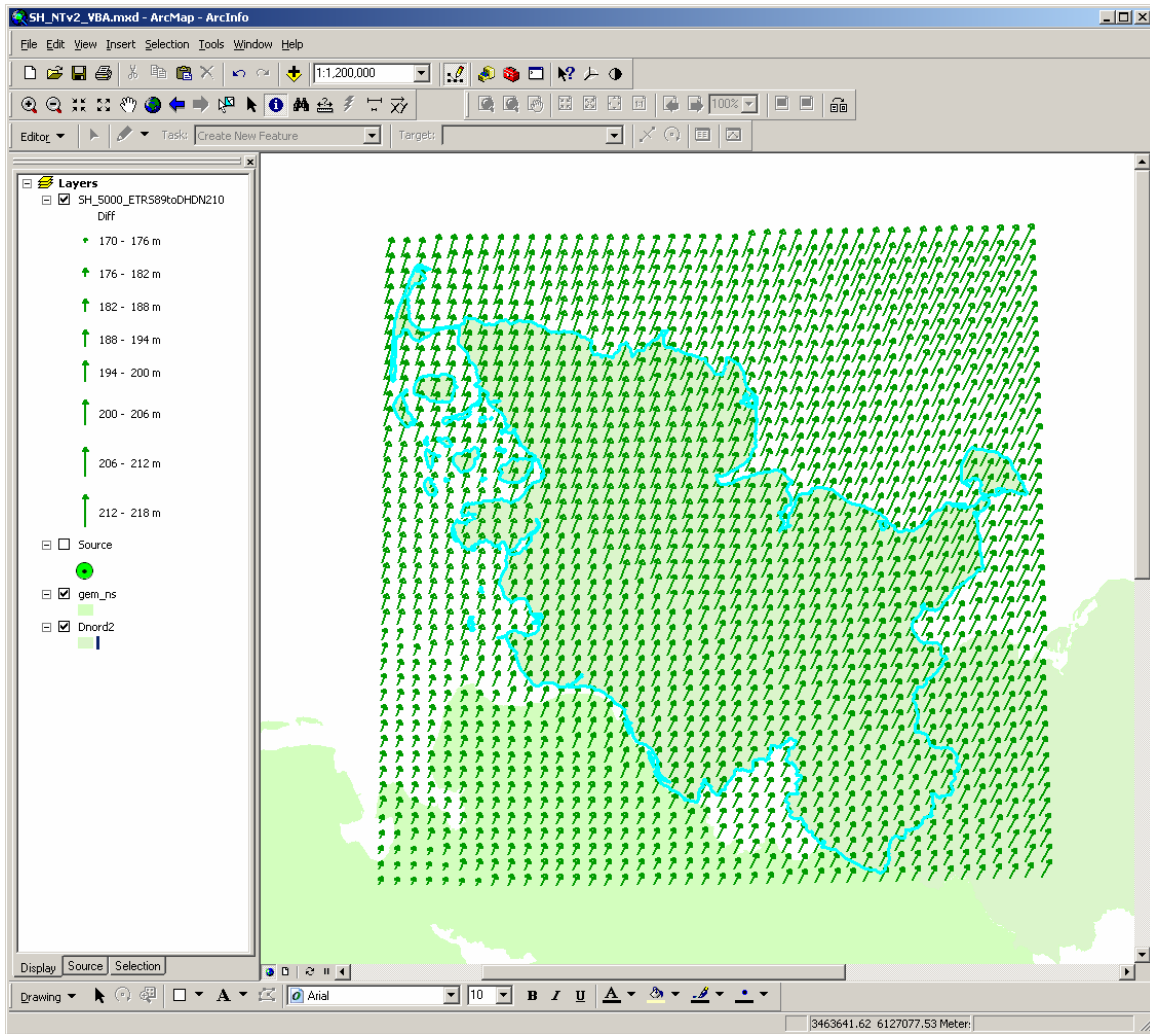 SH_NTv2_VBA.mxd - ArcMap - ArcInfo
File Edit View Insert Selection Tools Window Help
1:1,200,000
100%
Editor Task: Create New Feature Target:
Layers
SH_5000_ETRS89toDHDN210
Diff
170 - 176 m
176 - 182 m
182 - 188 m
188 - 194 m
194 - 200 m
200 - 206 m
206 - 212 m
212 - 218 m
Source
gem_ns
Dnord2
Display Source Selection
Drawing A Arial 10 B I U A
3463641.62 6127077.53 Meter: